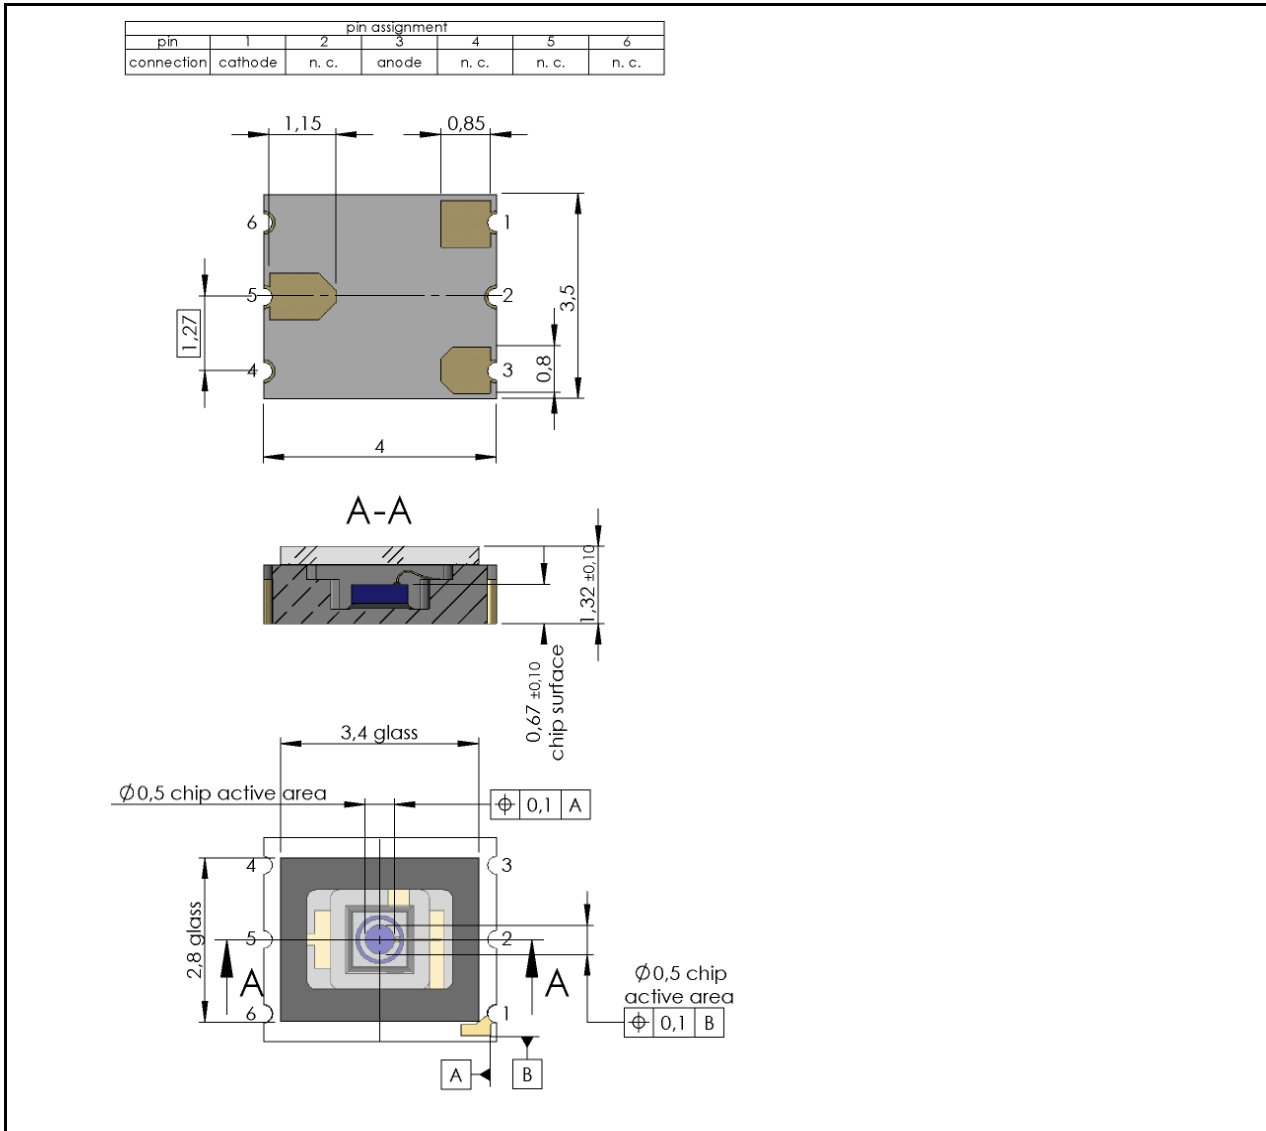 pin assignment
pin 1 2 3 4 5 6
connection cathode n. c. anode n. c. n. c. n. c.
1,15 0,85
6 1
5 2
1,27
3,5
4 3
0,8
4
A-A
1,32 ±0,10
0,67 ±0,10
chip surface
3,4 glass
Ø0,5 chip active area
⌖ 0,1 A
4 3
2,8 glass
5 2
A A
6 1
Ø0,5 chip
active area
⌖ 0,1 B
A B